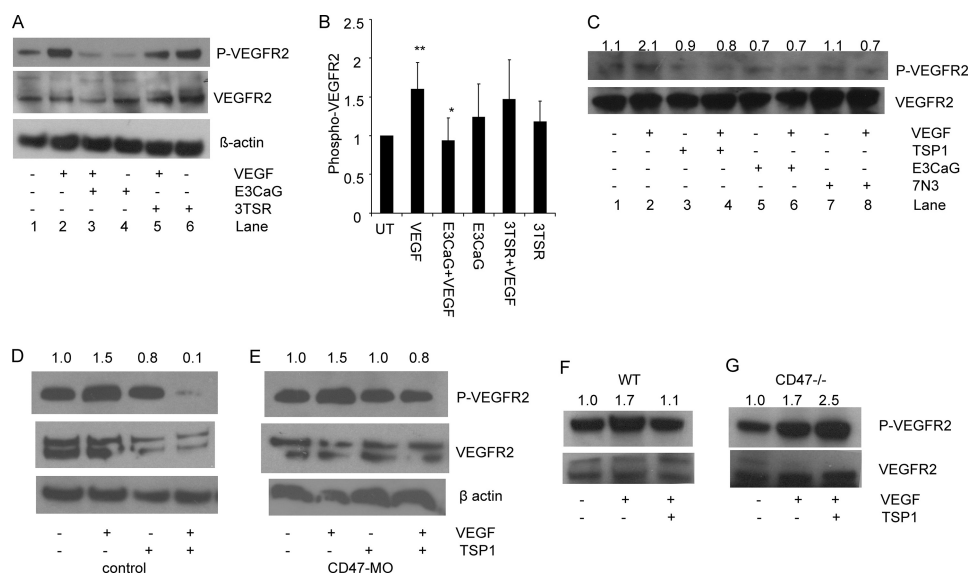 A
P-VEGFR2
VEGFR2
ß-actin
- + + - + - VEGF
- - + + - - E3CaG
- - - - + + 3TSR
1 2 3 4 5 6 Lane
B
Phospho-VEGFR2
2
1.5
1
0.5
0
**
*
UT
VEGF
E3CaG+VEGF
E3CaG
3TSR+VEGF
3TSR
C
1.1 2.1 0.9 0.8 0.7 0.7 1.1 0.7
P-VEGFR2
VEGFR2
- + - + - + - + VEGF
- - + + - - - - TSP1
- - - - + + - - E3CaG
- - - - - - + + 7N3
1 2 3 4 5 6 7 8 Lane
D
1.0 1.5 0.8 0.1
- + - +
- - + +
control
E
1.0 1.5 1.0 0.8
P-VEGFR2
VEGFR2
β actin
- + - + VEGF
- - + + TSP1
CD47-MO
F
WT
1.0 1.7 1.1
- + +
- - +
G
CD47-/-
1.0 1.7 2.5
P-VEGFR2
VEGFR2
- + + VEGF
- - + TSP1